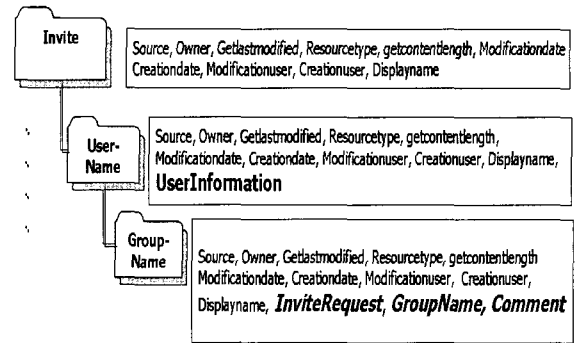 Invite
Source, Owner, Getlastmodified, Resourcetype, getcontentlength, Modificationdate
Creationdate, Modificationuser, Creationuser, Displayname
User-
Name
Source, Owner, Getlastmodified, Resourcetype, getcontentlength,
Modificationdate, Creationdate, Modificationuser, Creationuser, Displayname,
UserInformation
Group-
Name
Source, Owner, Getlastmodified, Resourcetype, getcontentlength
Modificationdate, Creationdate, Modificationuser, Creationuser,
Displayname, InviteRequest, GroupName, Comment